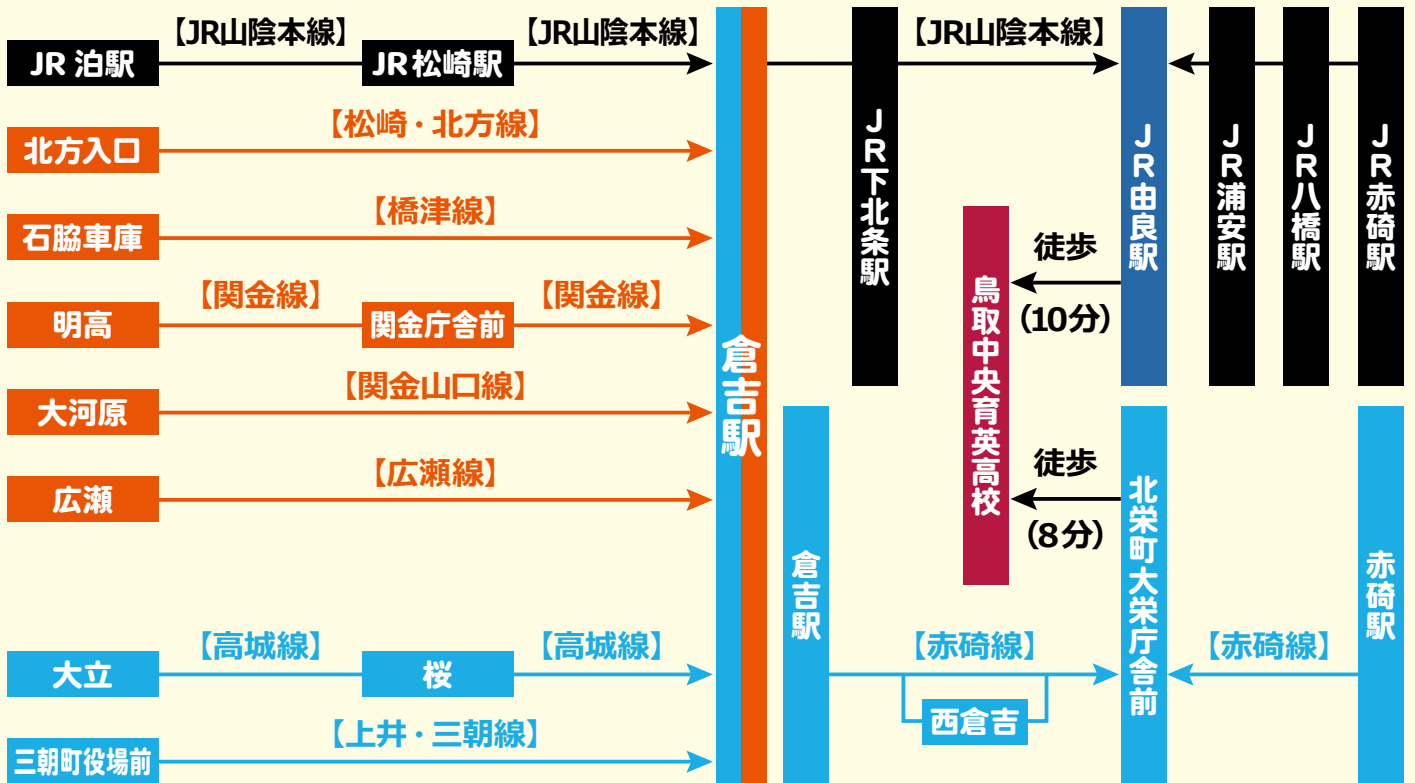 【JR山陰本線】
【JR山陰本線】
【JR山陰本線】
JR 泊駅
JR 松崎駅
【松崎・北方線】
北方入口
【橋津線】
石脇車庫
【関金線】
【関金線】
明高
関金庁舎前
【関金山口線】
大河原
【広瀬線】
広瀬
【高城線】
【高城線】
大立
桜
【上井・三朝線】
三朝町役場前
倉吉駅
JR下北条駅
JR由良駅
JR浦安駅
JR八橋駅
JR赤碕駅
徒歩
(10分)
鳥取中央育英高校
徒歩
(8分)
倉吉駅
北栄町大栄庁舎前
赤碕駅
【赤碕線】
【赤碕線】
西倉吉